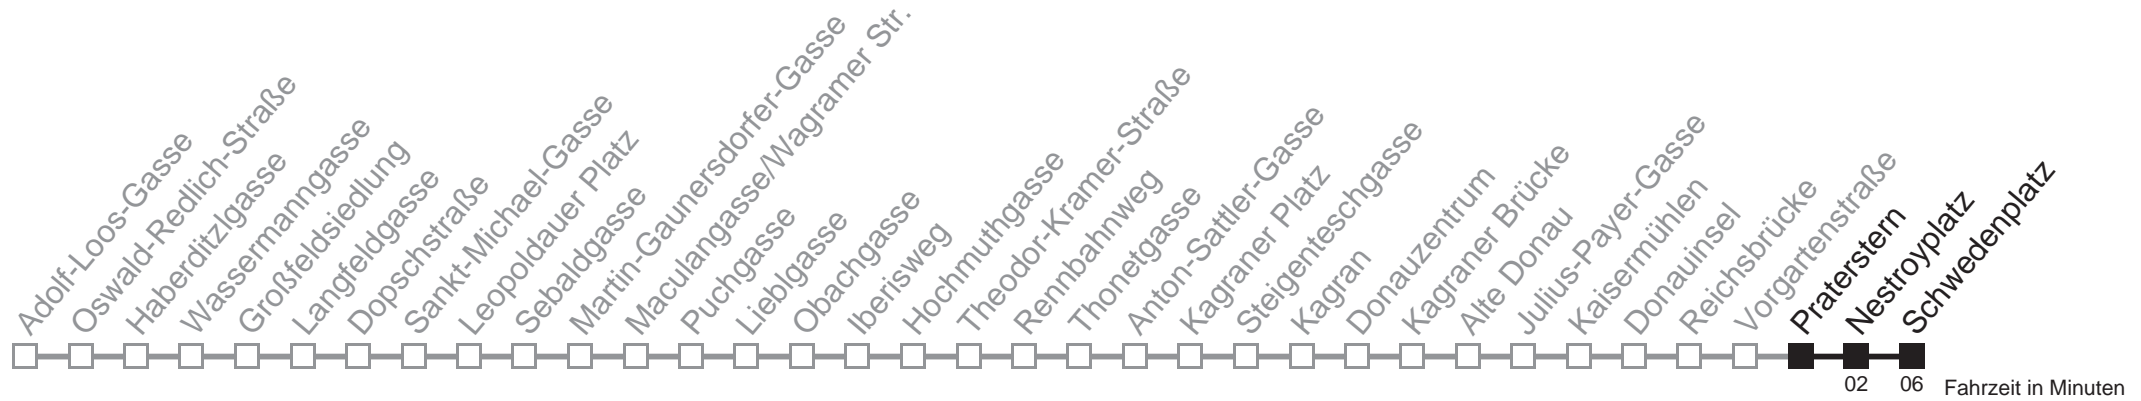 Adolf-Loos-Gasse
Oswald-Redlich-Straße
Haberditzlgasse
Wassermanngasse
Großfeldsiedlung
Langfeldgasse
Dopschstraße
Sankt-Michael-Gasse
Leopoldauer Platz
Sebaldgasse
Martin-Gaunersdorfer-Gasse
Maculangasse/Wagramer Str.
Puchgasse
Lieblgasse
Obachgasse
Iberisweg
Hochmuthgasse
Theodor-Kramer-Straße
Rennbahnweg
Thonetgasse
Anton-Sattler-Gasse
Kagraner Platz
Steigenteschgasse
Kagran
Donauzentrum
Kagraner Brücke
Alte Donau
Julius-Payer-Gasse
Kaisermühlen
Donauinsel
Reichsbrücke
Vorgartenstraße
Praterstern
Nestroyplatz
Schwedenplatz
02 06 Fahrzeit in Minuten